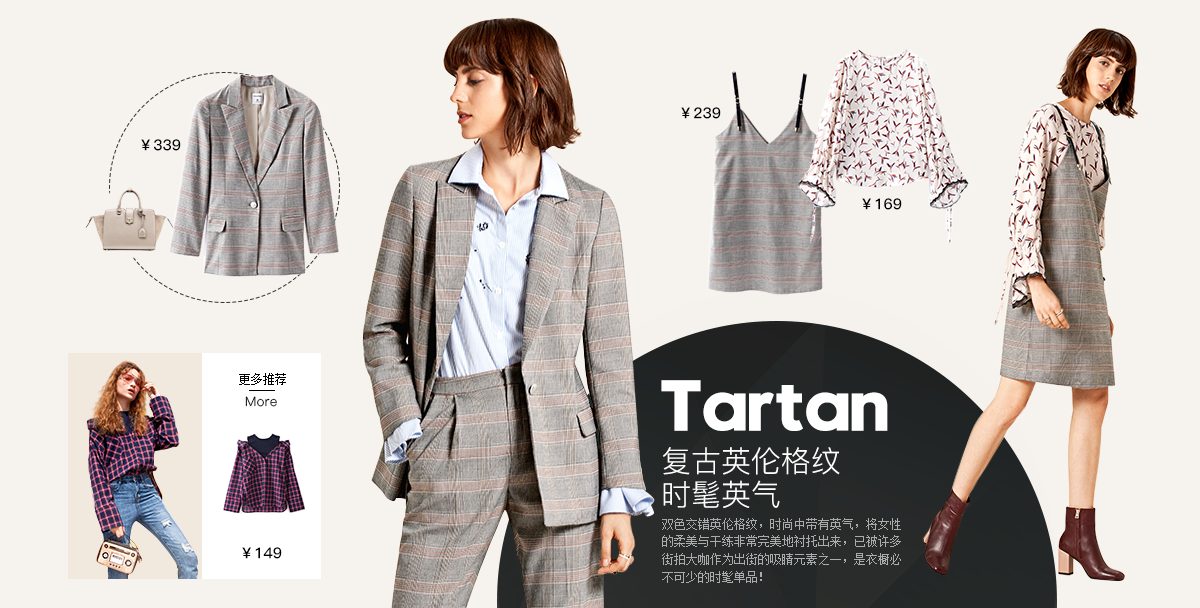 ￥339
￥239
￥169
更多推荐
More
￥149
Tartan
复古英伦格纹
时髦英气
双色交错英伦格纹，时尚中带有英气，将女性
的柔美与干练非常完美地衬托出来，已被许多
街拍大咖作为出街的吸睛元素之一，是衣橱必
不可少的时髦单品！